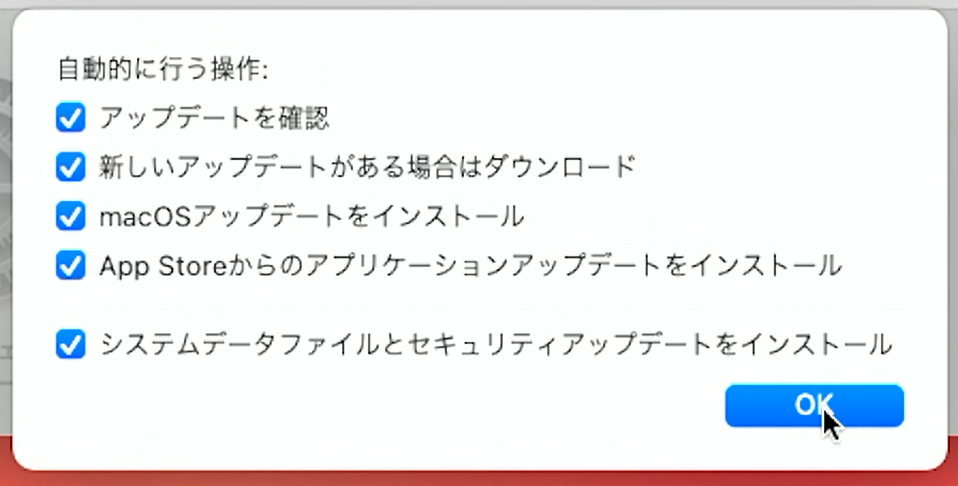 自動的に行う操作:
アップデートを確認
新しいアップデートがある場合はダウンロード
macOSアップデートをインストール
App Storeからのアプリケーションアップデートをインストール
システムデータファイルとセキュリティアップデートをインストール
OK